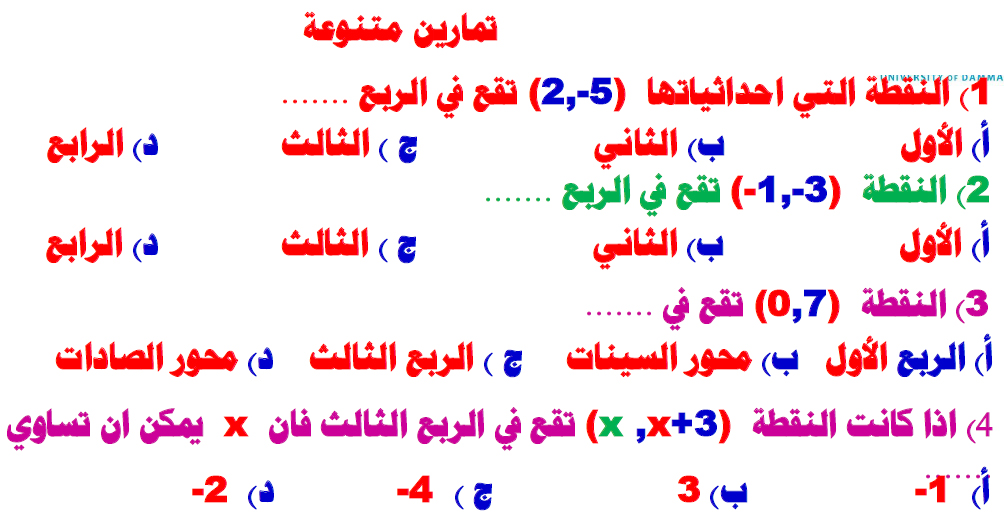 تمارين متنوعة
UNIVERSITY OF DAMMA
1) النقطة التي احداثياتها (2,-5) تقع في الربع .......
أ) الأول ب) الثاني ج ) الثالث د) الرابع
2) النقطة (-1,-3) تقع في الربع .......
أ) الأول ب) الثاني ج ) الثالث د) الرابع
3) النقطة (0,7) تقع في .......
أ) الربع الأول ب) محور السينات ج ) الربع الثالث د) محور الصادات
4) اذا كانت النقطة (x ,x+3) تقع في الربع الثالث فان x يمكن ان تساوي .......
أ) -1 ب) 3 ج ) -4 د) -2